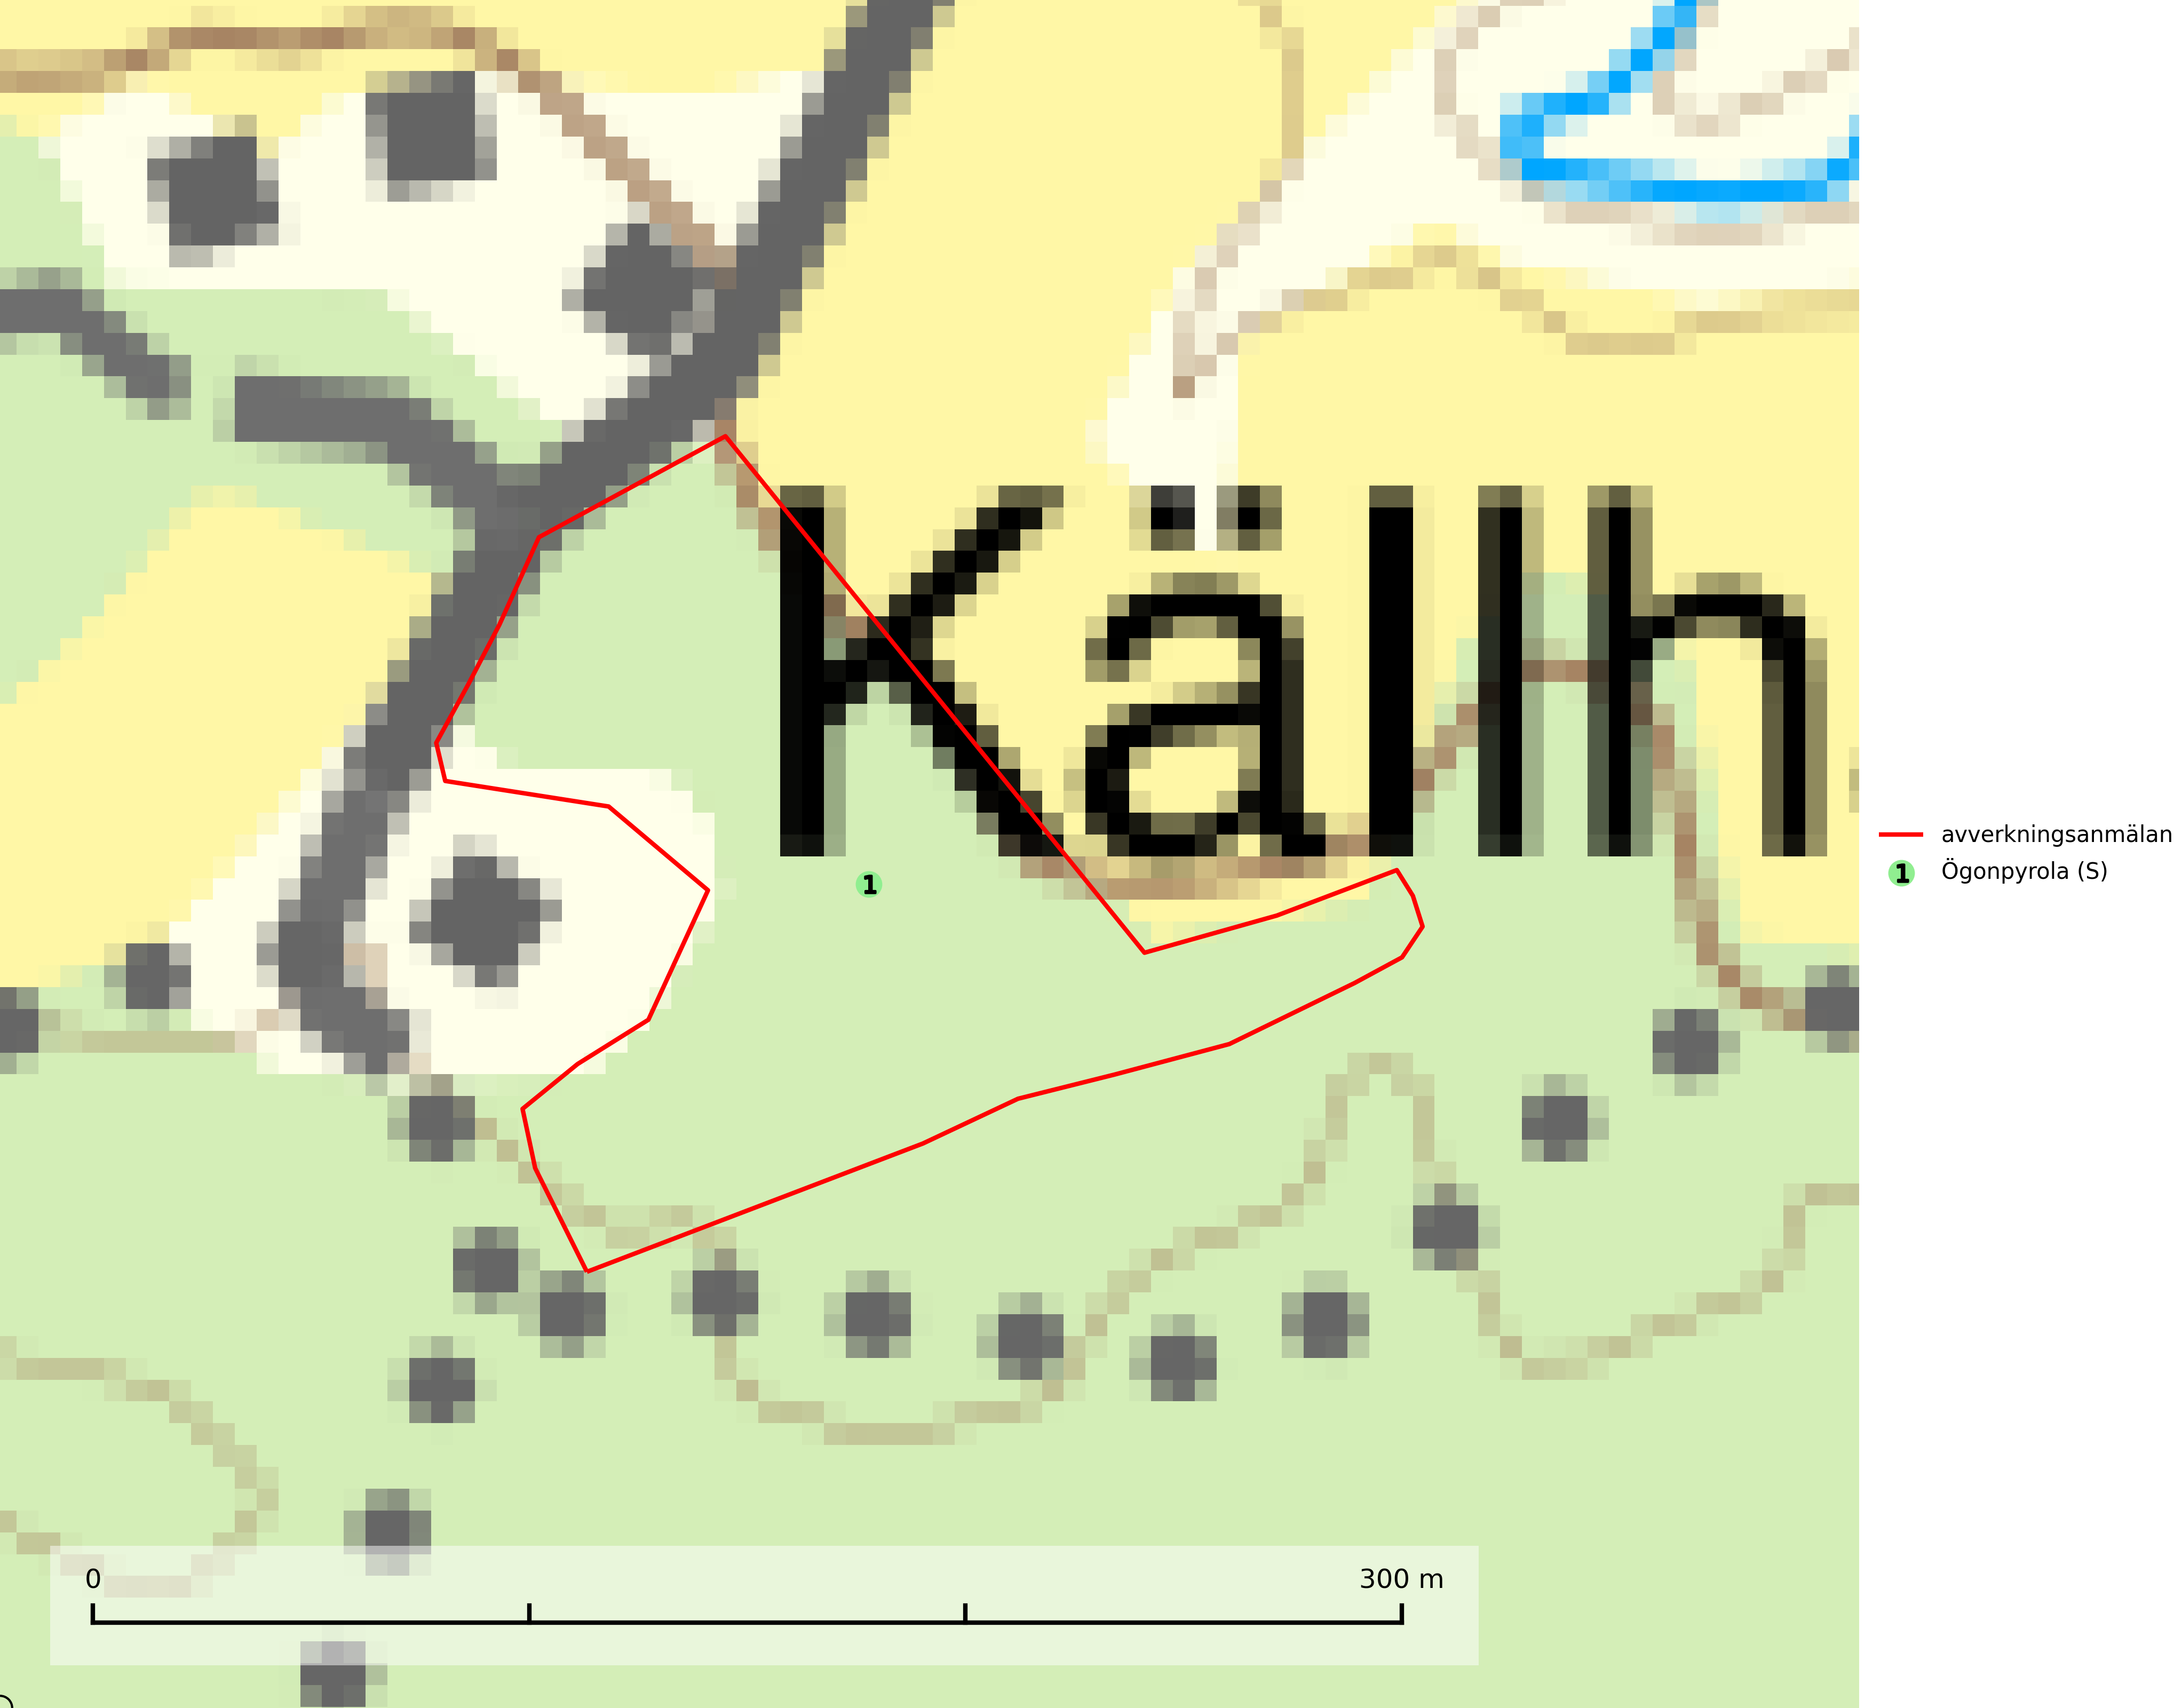 Källh
1
avverkningsanmälan
1 Ögonpyrola (S)
0 300 m